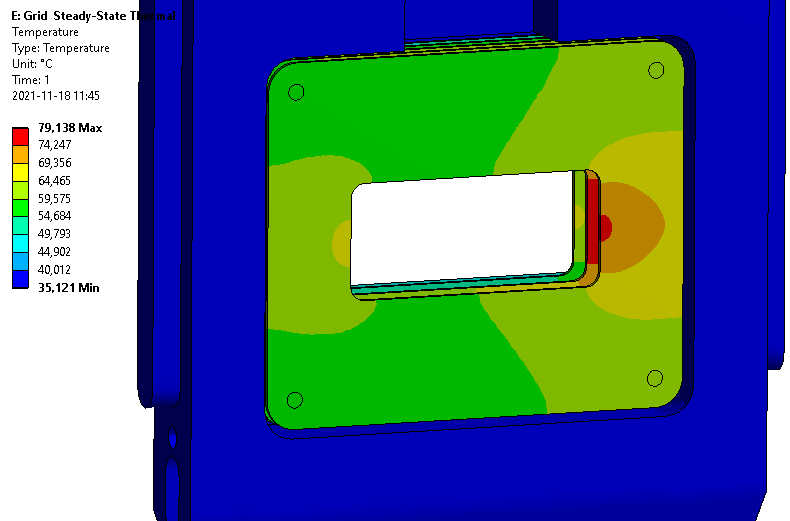 E: Grid Steady-State Thermal
Temperature
Type: Temperature
Unit: °C
Time: 1
2021-11-18 11:45
79,138 Max
74,247
69,356
64,465
59,575
54,684
49,793
44,902
40,012
35,121 Min